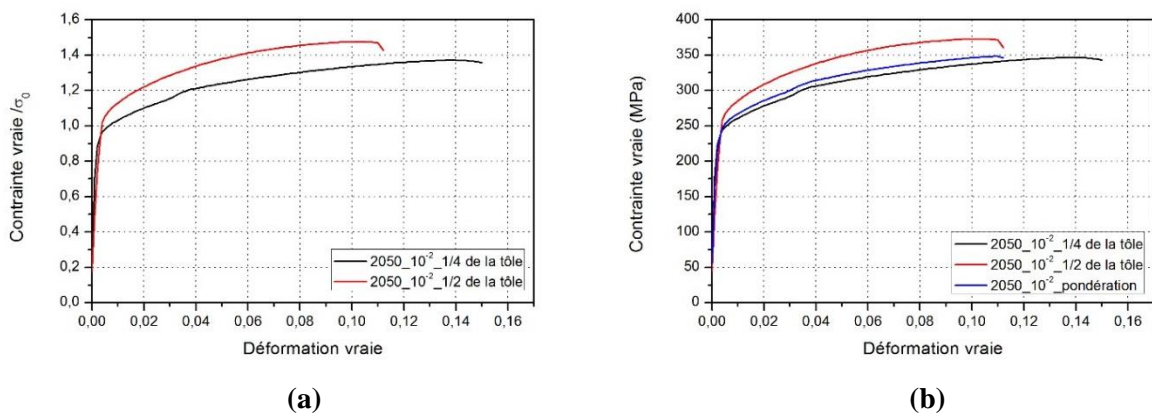 Contrainte vraie /σ₀
1,6
1,4
1,2
1,0
0,8
0,6
0,4
0,2
0,0
2050_10⁻²_1/4 de la tôle
2050_10⁻²_1/2 de la tôle
0,00 0,02 0,04 0,06 0,08 0,10 0,12 0,14 0,16
Déformation vraie
(a)
Contrainte vraie (MPa)
400
350
300
250
200
150
100
50
0
2050_10⁻²_1/4 de la tôle
2050_10⁻²_1/2 de la tôle
2050_10⁻²_pondération
0,00 0,02 0,04 0,06 0,08 0,10 0,12 0,14 0,16
Déformation vraie
(b)